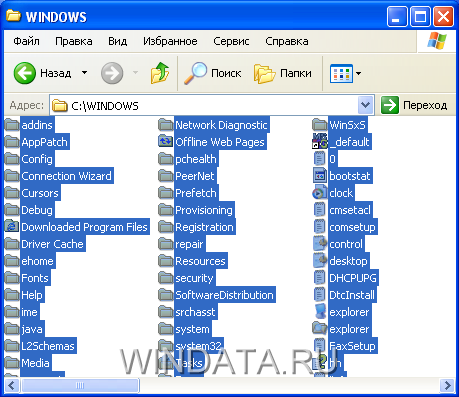 WINDOWS
Файл Правка Вид Избранное Сервис Справка
Назад Поиск Папки
Адрес: C:\WINDOWS Переход
addins Network Diagnostic WinSxS
AppPatch Offline Web Pages _default
Config pchealth 0
Connection Wizard PeerNet bootstat
Cursors Prefetch clock
Debug Provisioning cmsetacl
Downloaded Program Files Registration comsetup
Driver Cache repair control
ehome Resources desktop
Fonts security DHCPUPG
Help SoftwareDistribution DtcInstall
ime srchasst explorer
java system explorer
L2Schemas system32 FaxSetup
Media Tasks hh
WINDATA.RU